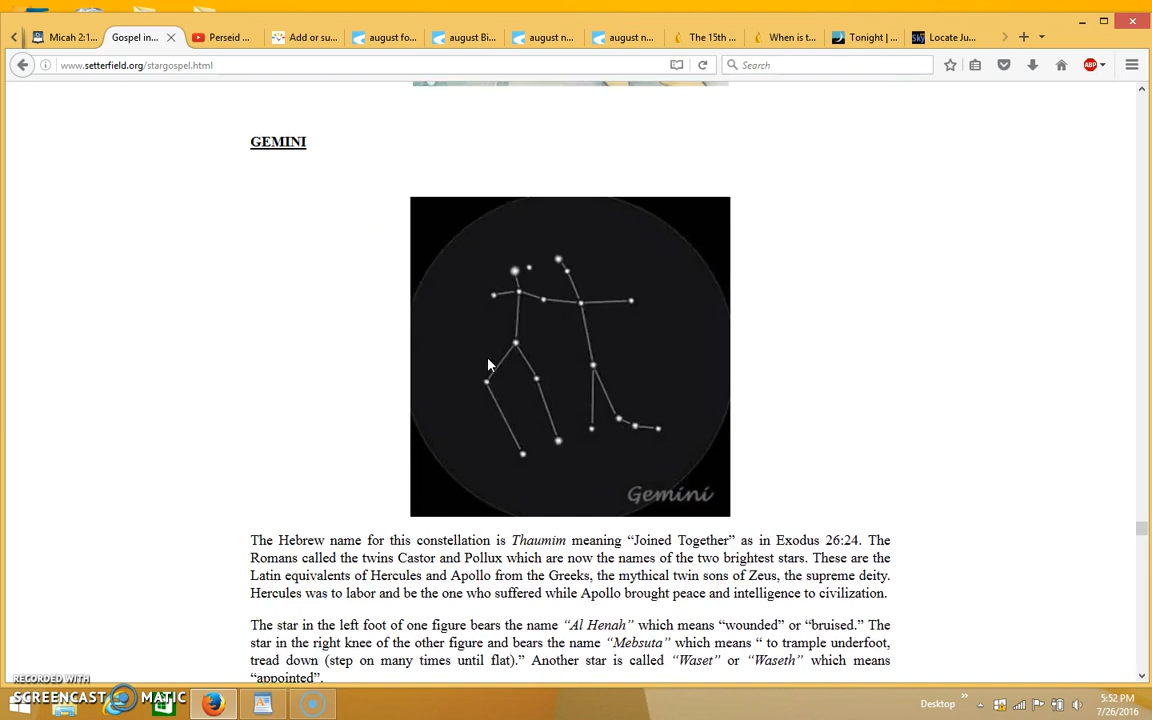 Micah 2:1...
Gospel in...
Perseid ...
Add or su...
august fo...
august Bi...
august n...
august n...
The 15th ...
When is t...
Tonight | ...
sky
Locate Ju...
www.setterfield.org/stargospel.html
Search
ABP
GEMINI
Gemini
The Hebrew name for this constellation is Thaumim meaning “Joined Together” as in Exodus 26:24. The
Romans called the twins Castor and Pollux which are now the names of the two brightest stars. These are the
Latin equivalents of Hercules and Apollo from the Greeks, the mythical twin sons of Zeus, the supreme deity.
Hercules was to labor and be the one who suffered while Apollo brought peace and intelligence to civilization.
The star in the left foot of one figure bears the name “Al Henah” which means “wounded” or “bruised.” The
star in the right knee of the other figure and bears the name “Mebsuta” which means “ to trample underfoot,
tread down (step on many times until flat).” Another star is called “Waset” or “Waseth” which means
“appointed”.
RECORDED WITH
SCREENCAST MATIC
Desktop
5:52 PM
7/26/2016